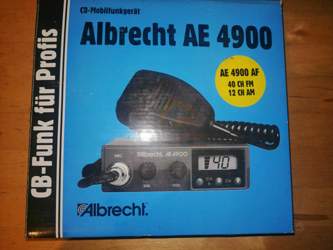 CB-Mobilfunkgerät
Albrecht AE 4900
AE 4900 AF
40 CH FM
12 CH AM
CB-Funk für Profis
Albrecht AE 4900
40
Albrecht